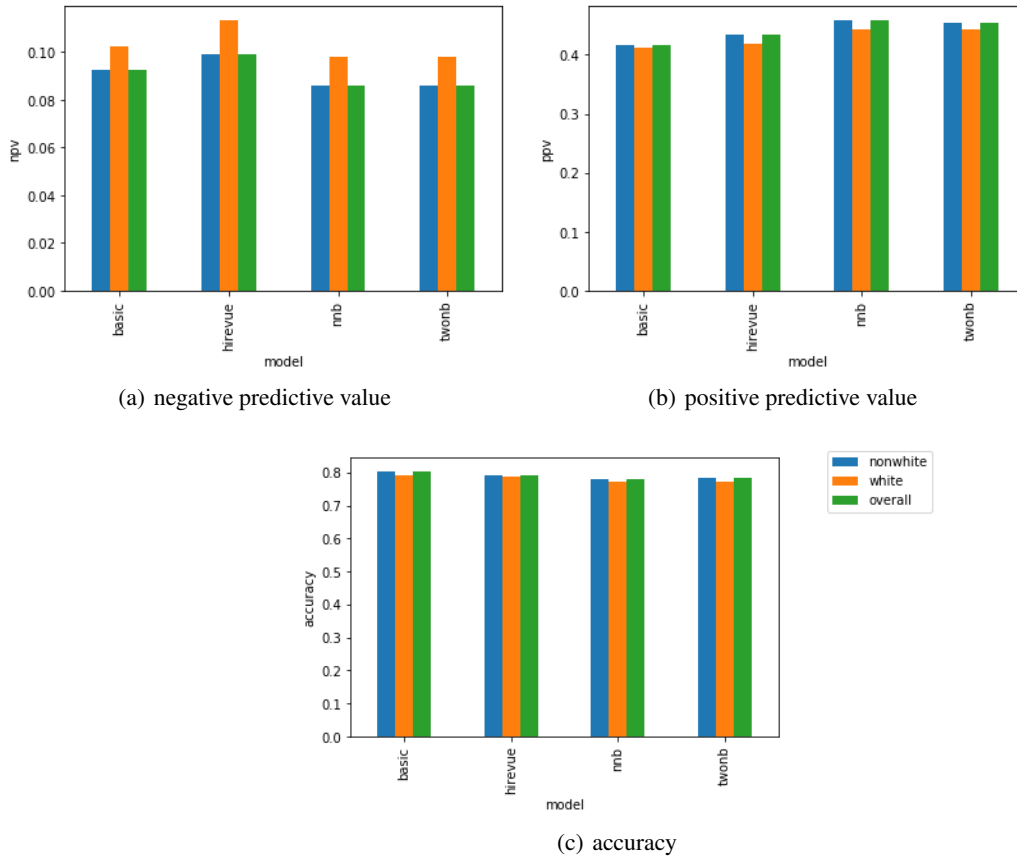 0.10
0.08
0.06
0.04
0.02
0.00
npv
basic
hirevue
nnb
twonb
model
(a) negative predictive value
0.4
0.3
0.2
0.1
0.0
ppv
basic
hirevue
nnb
twonb
model
(b) positive predictive value
0.8
0.7
0.6
0.5
0.4
0.3
0.2
0.1
0.0
accuracy
basic
hirevue
nnb
twonb
model
nonwhite
white
overall
(c) accuracy